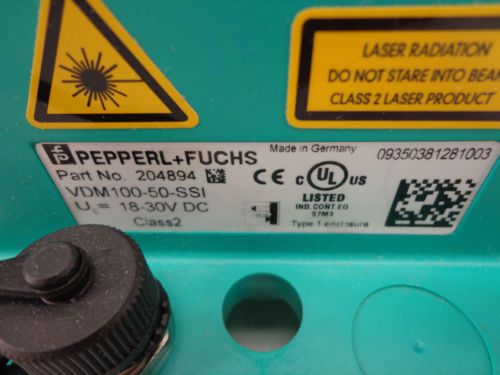 LASER RADIATION
DO NOT STARE INTO BEAM
CLASS 2 LASER PRODUCT
PEPPERL+FUCHS
Made in Germany
09350381281003
Part No. 204894
VDM100-50-SSI
CE c UL US
LISTED
IND.CONT.EQ
57M3
U = 18-30V DC
Class2
Type 1 enclosure